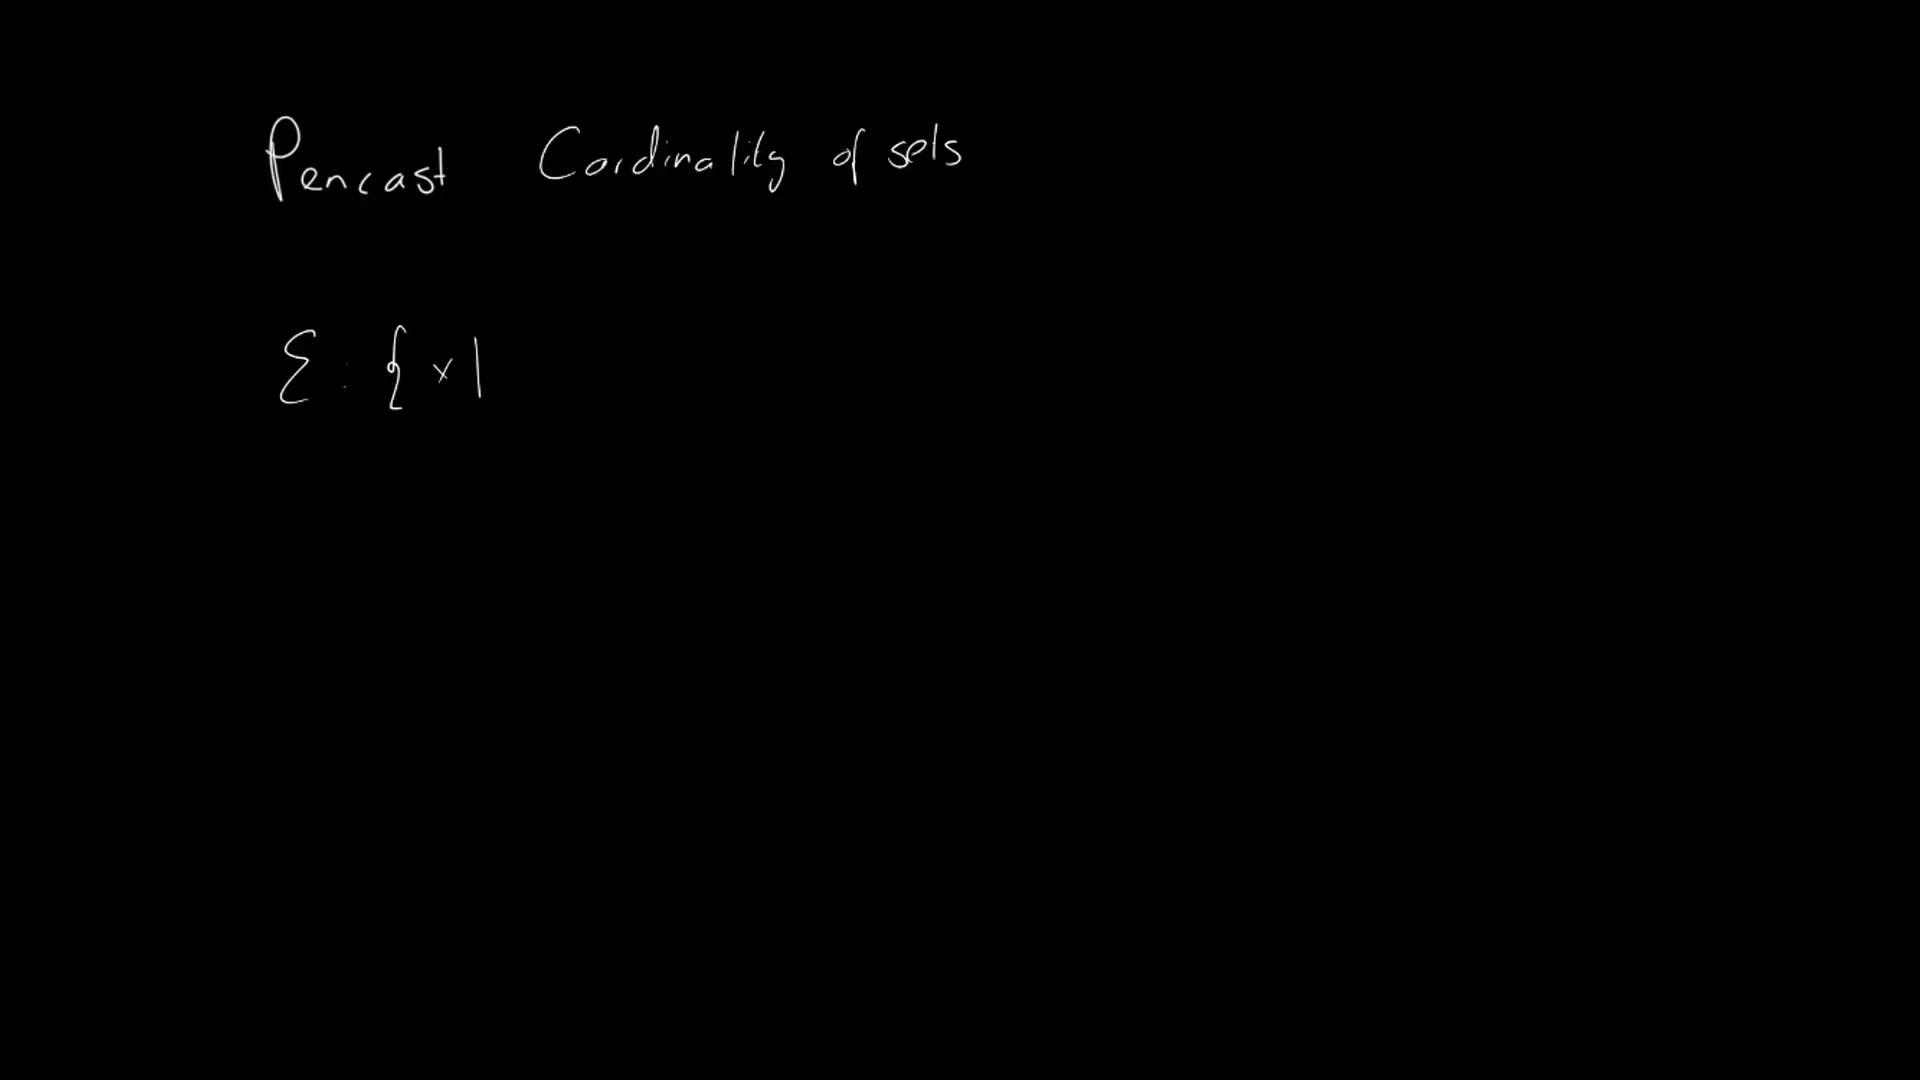 Pencast Cardinality of sets
ℰ : { x |